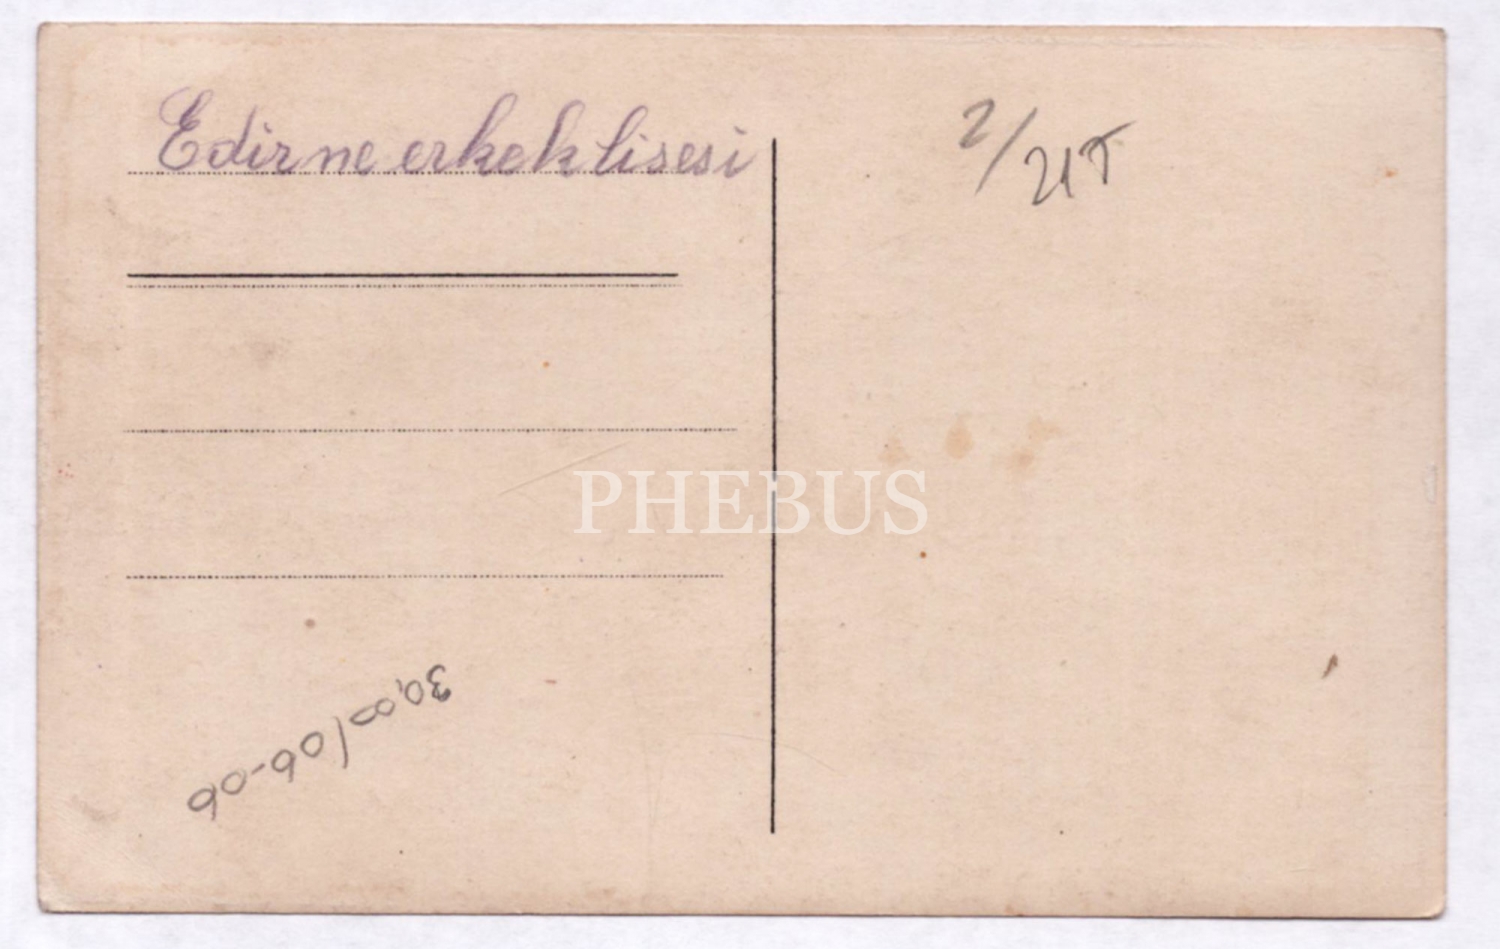 Edirne erkek lisesi
2/21T
PHEBUS
30,00/06-06